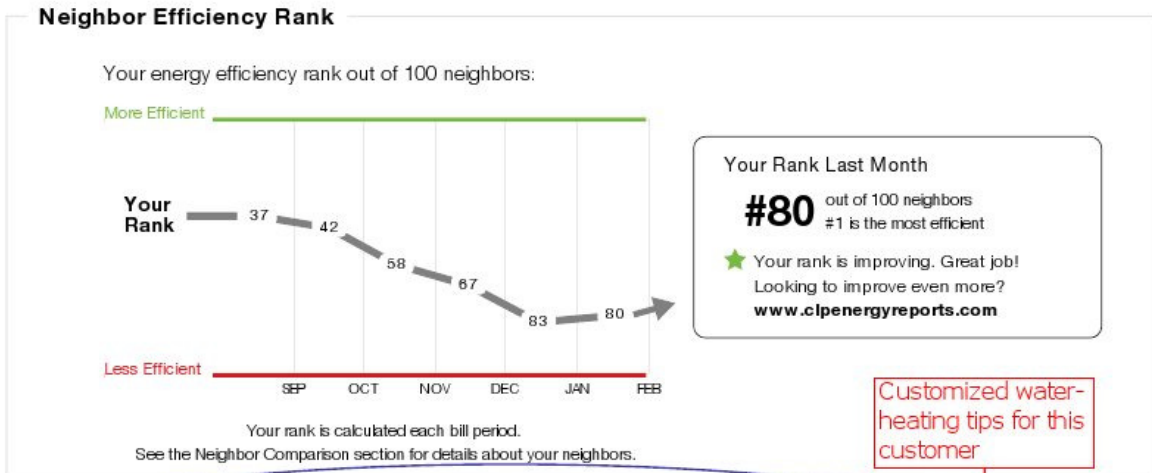 Neighbor Efficiency Rank
Your energy efficiency rank out of 100 neighbors:
More Efficient
Your
Rank
37
42
58
67
83
80
Less Efficient
SEP
OCT
NOV
DEC
JAN
FEB
Your rank is calculated each bill period.
See the Neighbor Comparison section for details about your neighbors.
Your Rank Last Month
#80
out of 100 neighbors
#1 is the most efficient
Your rank is improving. Great job!
Looking to improve even more?
www.clpenergyreports.com
Customized water-
heating tips for this
customer